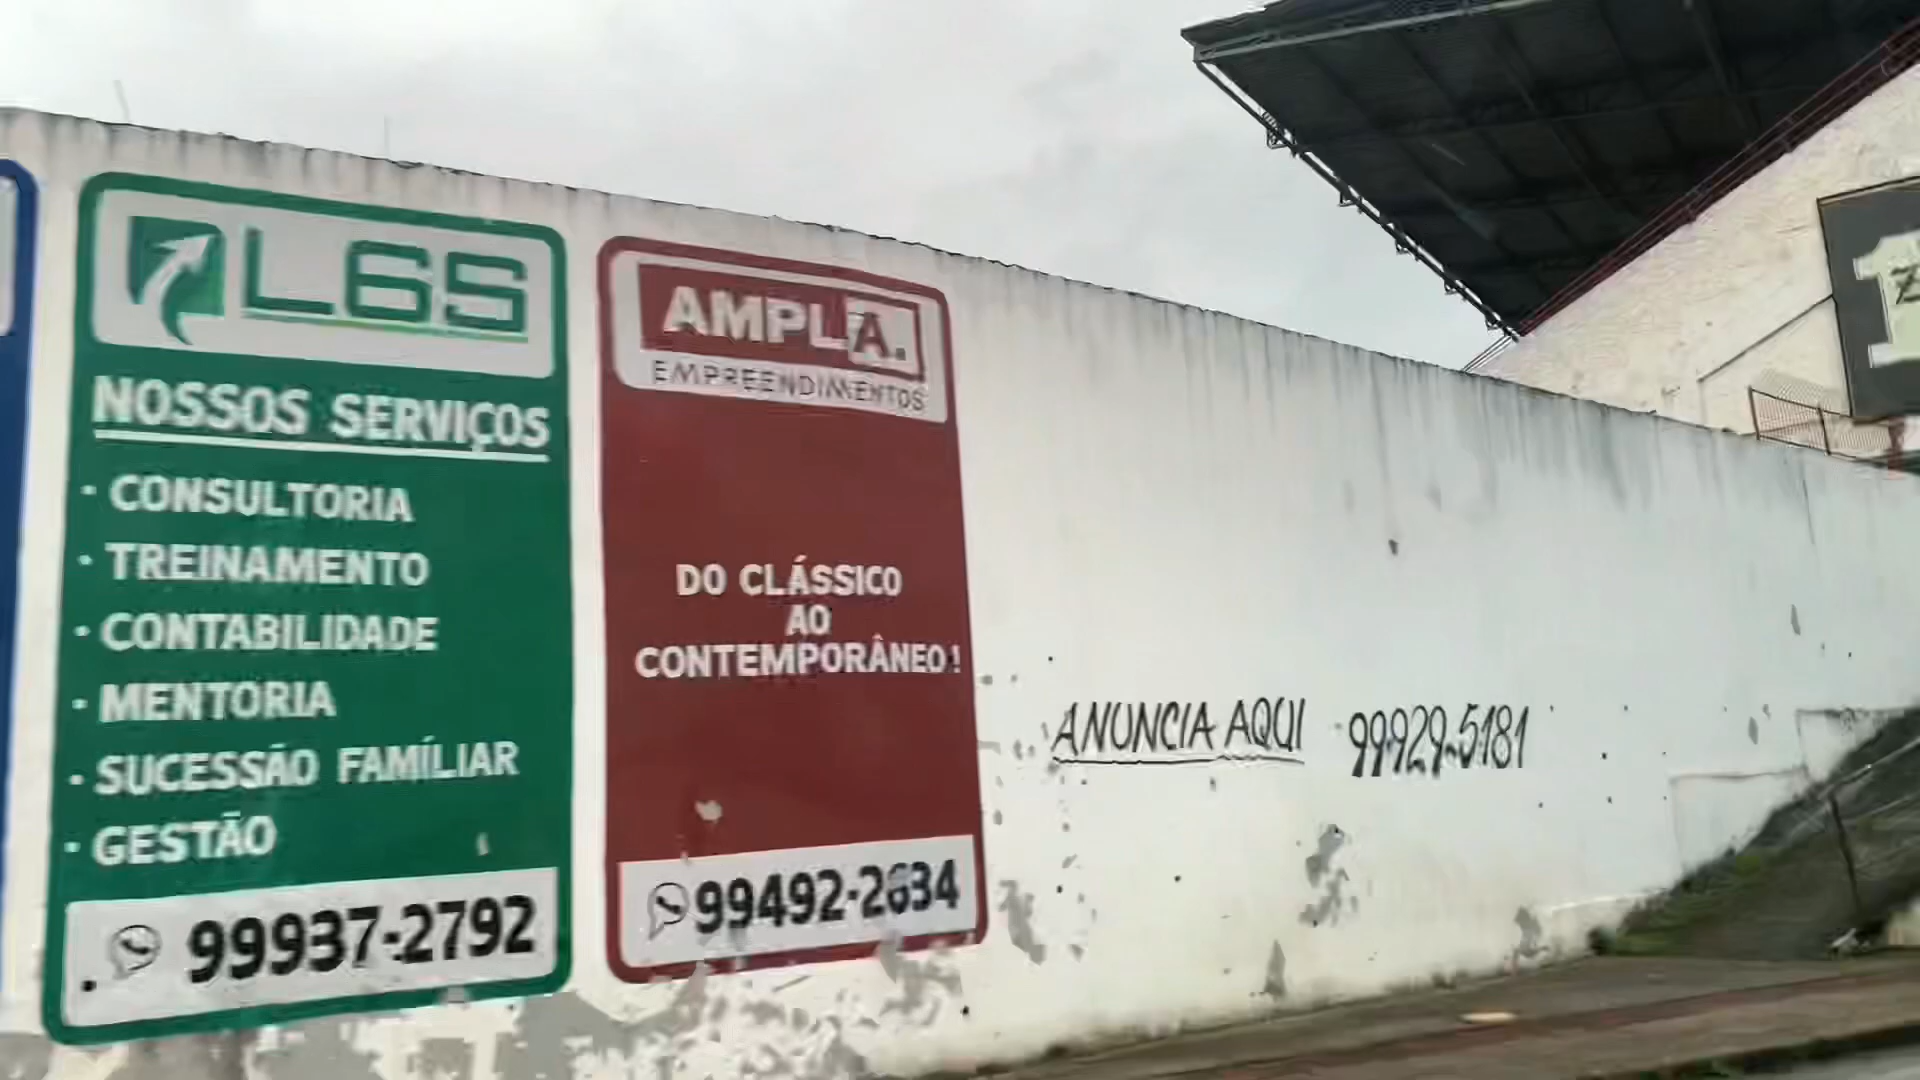 L6S
NOSSOS SERVIÇOS
· CONSULTORIA
· TREINAMENTO
· CONTABILIDADE
· MENTORIA
· SUCESSÃO FAMÍLIAR
· GESTÃO
99937-2792
AMPLA.
EMPREENDIMENTOS
DO CLÁSSICO
AO
CONTEMPORÂNEO!
99492-2634
ANUNCIA AQUI 99929-5181